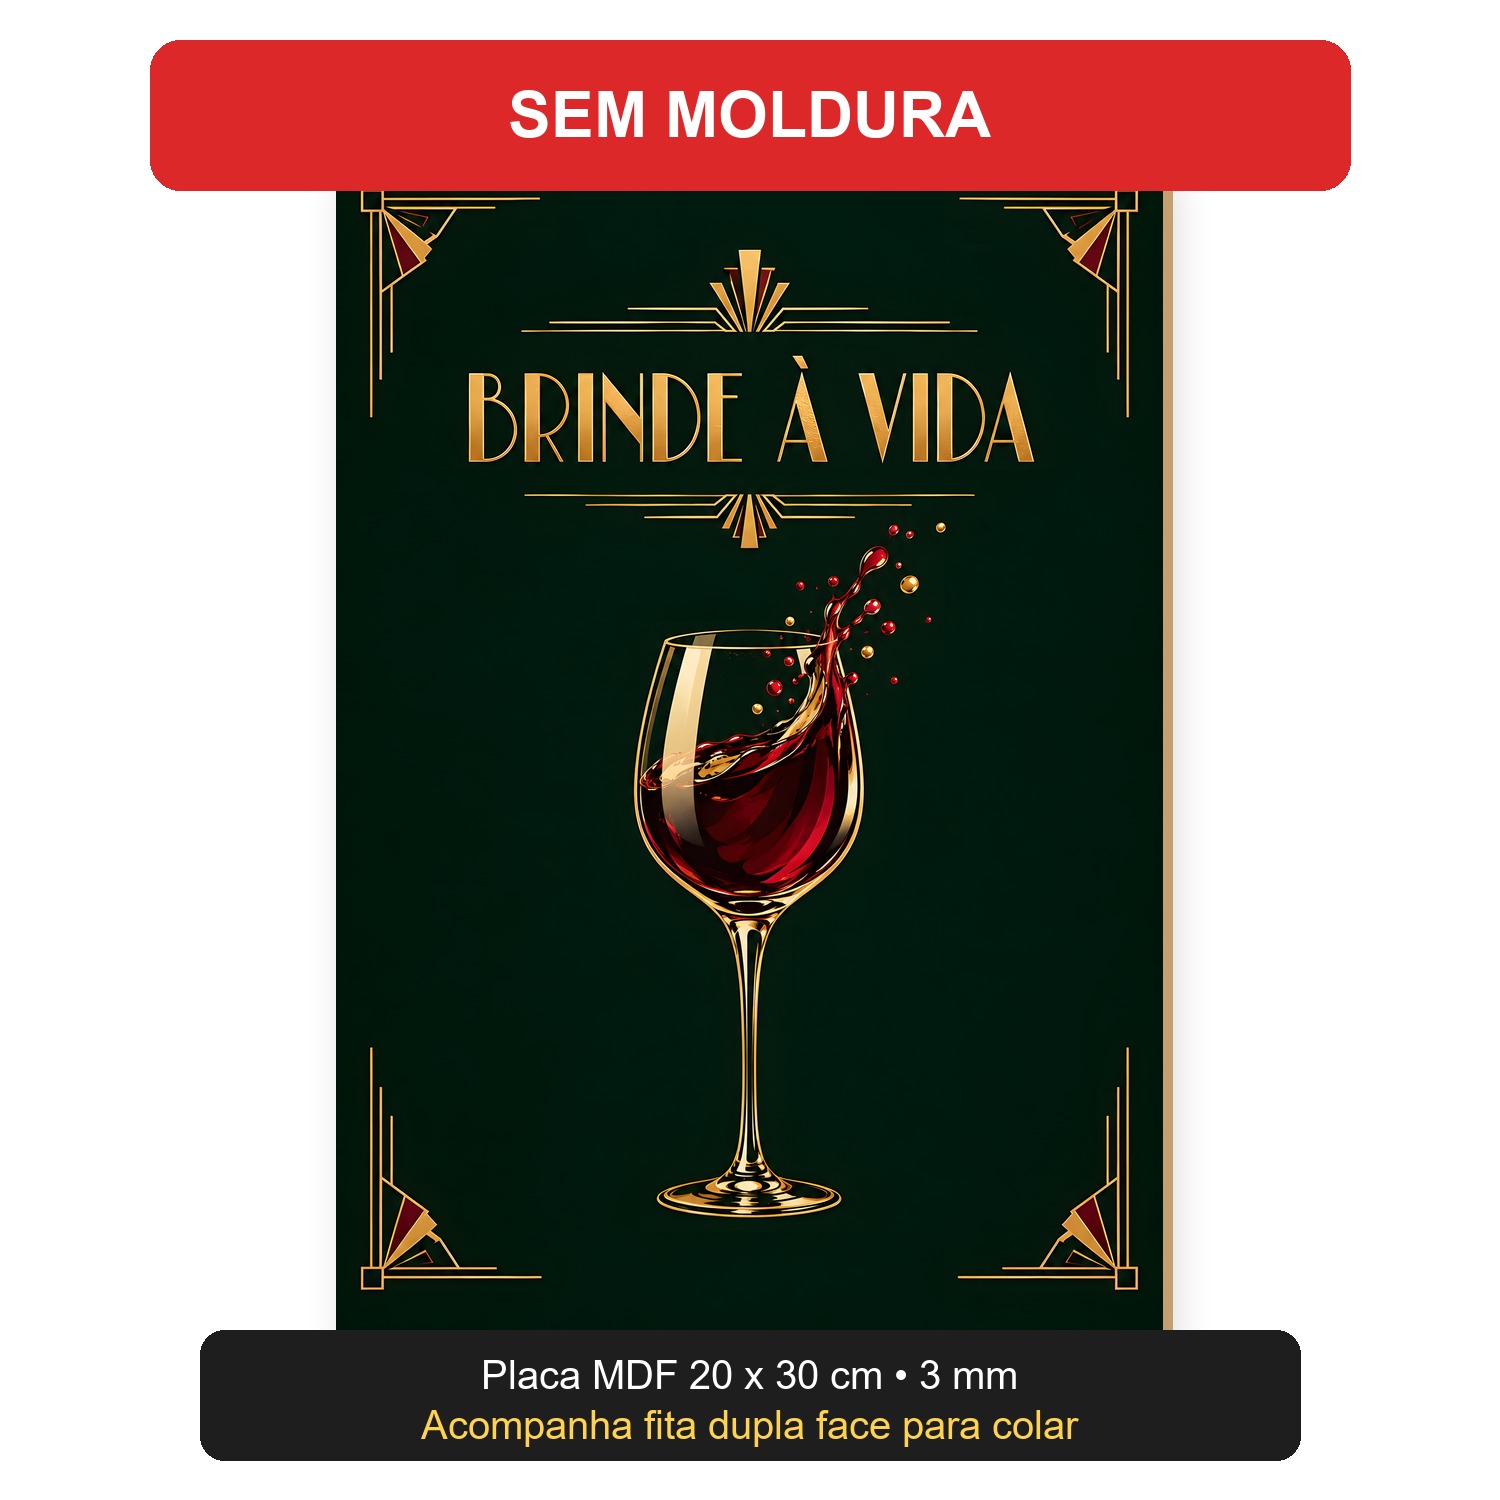 SEM MOLDURA
BRINDE À VIDA
Placa MDF 20 x 30 cm • 3 mm
Acompanha fita dupla face para colar